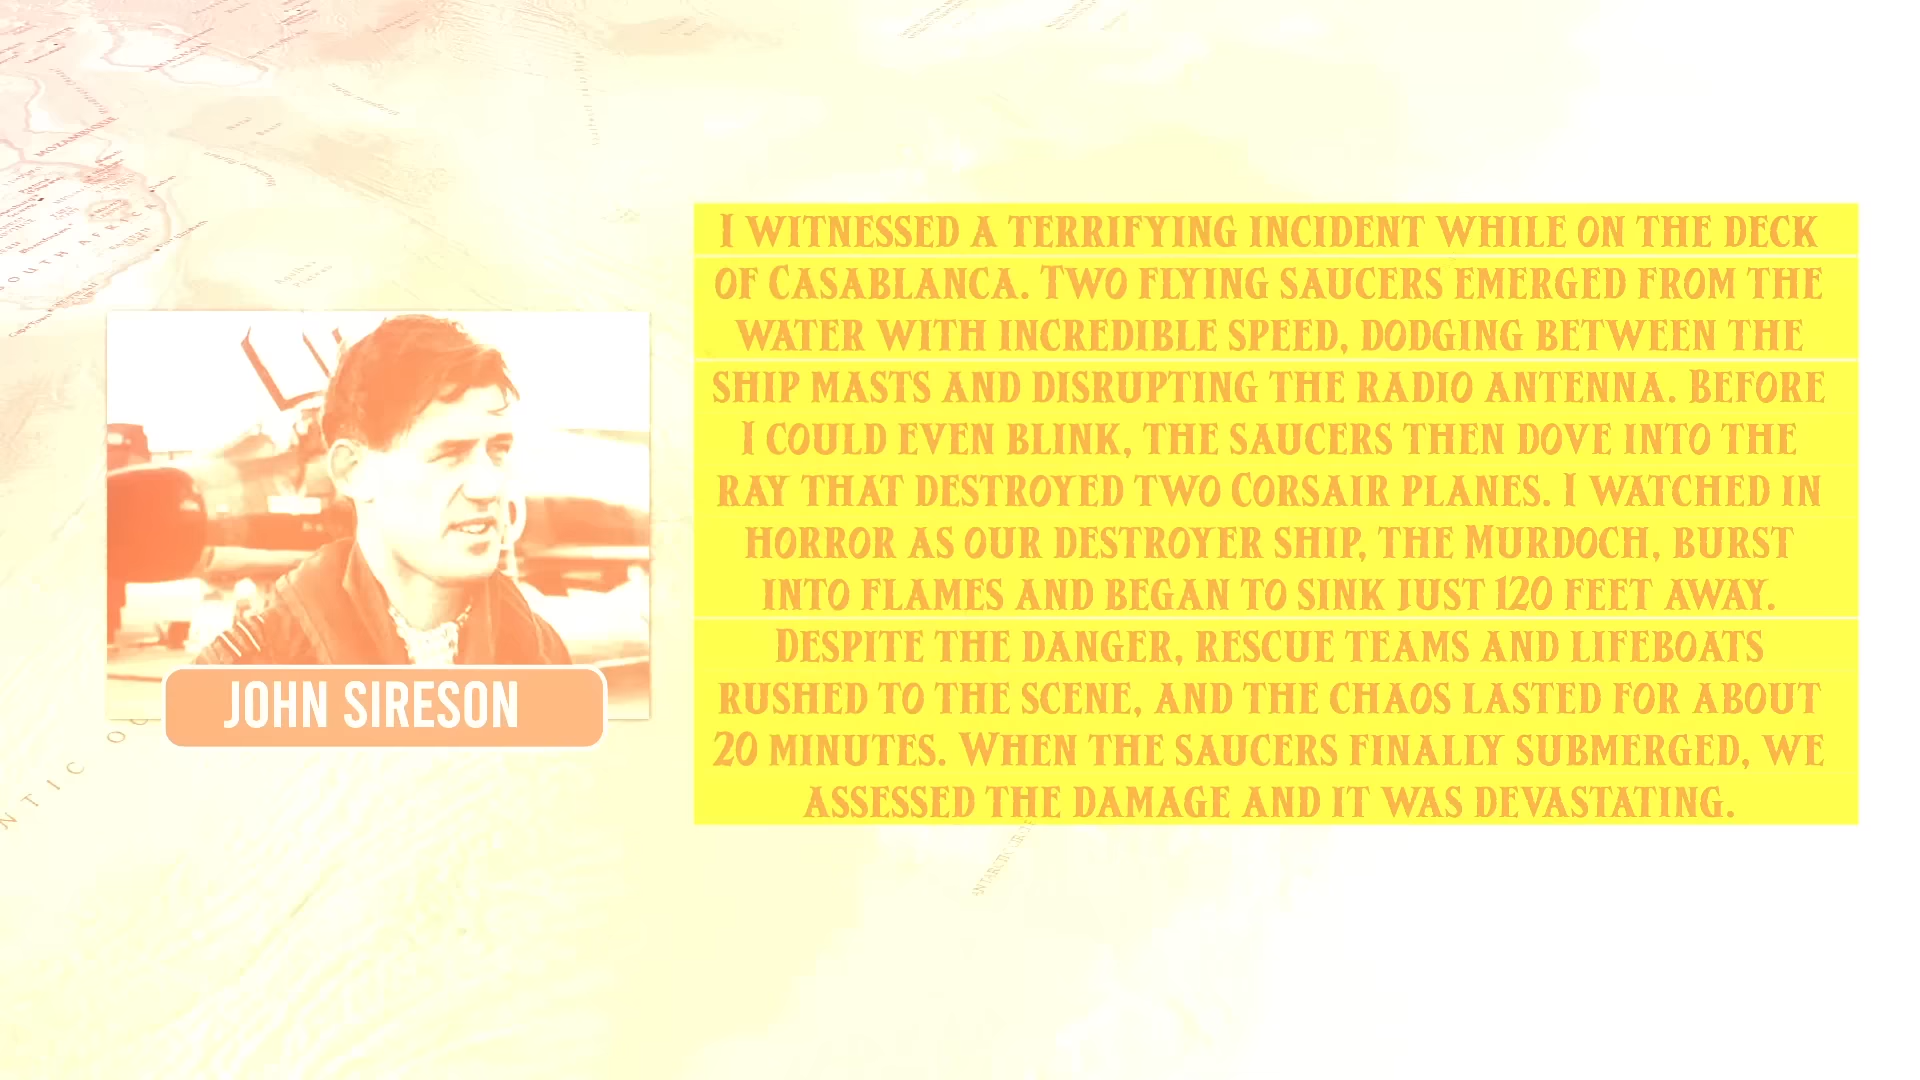 MOZAMBIQUE
SOUTH AFRICA
I WITNESSED A TERRIFYING INCIDENT WHILE ON THE DECK
OF CASABLANCA. TWO FLYING SAUCERS EMERGED FROM THE
WATER WITH INCREDIBLE SPEED, DODGING BETWEEN THE
SHIP MASTS AND DISRUPTING THE RADIO ANTENNA. BEFORE
I COULD EVEN BLINK, THE SAUCERS THEN DOVE INTO THE
RAY THAT DESTROYED TWO CORSAIR PLANES. I WATCHED IN
HORROR AS OUR DESTROYER SHIP, THE MURDOCH, BURST
INTO FLAMES AND BEGAN TO SINK JUST 120 FEET AWAY.
DESPITE THE DANGER, RESCUE TEAMS AND LIFEBOATS
RUSHED TO THE SCENE, AND THE CHAOS LASTED FOR ABOUT
20 MINUTES. WHEN THE SAUCERS FINALLY SUBMERGED, WE
ASSESSED THE DAMAGE AND IT WAS DEVASTATING.
JOHN SIRESON
ANTARCTIC CIRCLE